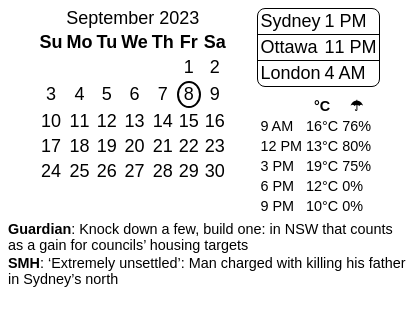 September 2023
Su Mo Tu We Th Fr Sa
1 2
3 4 5 6 7 8 9
10 11 12 13 14 15 16
17 18 19 20 21 22 23
24 25 26 27 28 29 30
Sydney 1 PM
Ottawa 11 PM
London 4 AM
°C ☂
9 AM 16°C 76%
12 PM 13°C 80%
3 PM 19°C 75%
6 PM 12°C 0%
9 PM 10°C 0%
Guardian: Knock down a few, build one: in NSW that counts
as a gain for councils’ housing targets
SMH: ‘Extremely unsettled’: Man charged with killing his father
in Sydney’s north